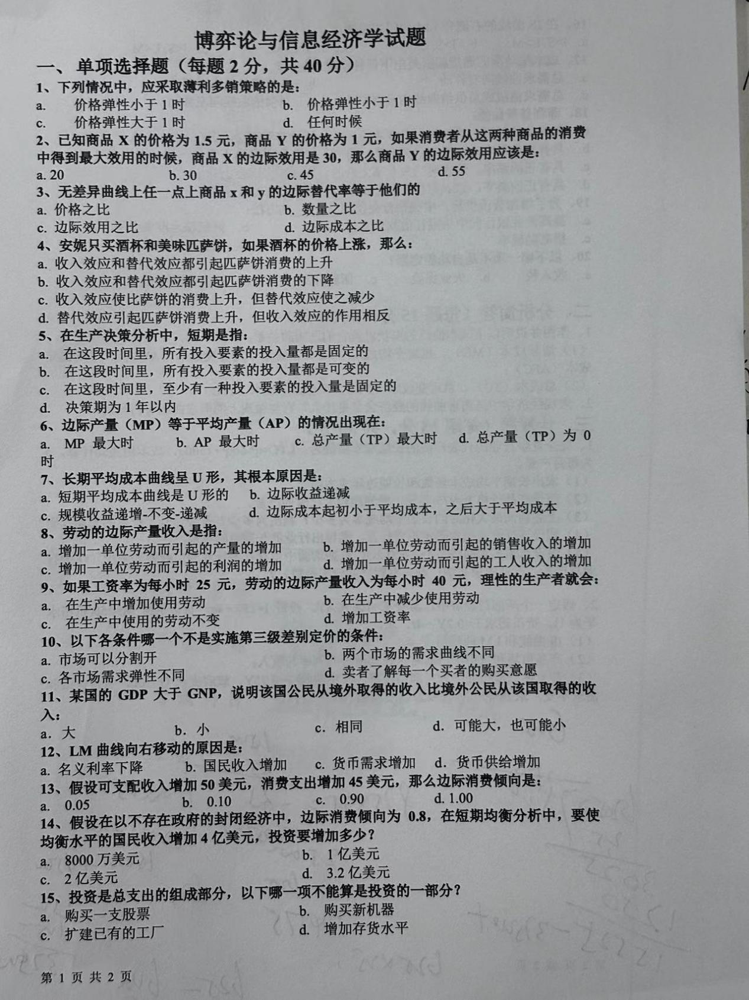 博弈论与信息经济学试题
一、单项选择题（每题 2 分，共 40 分）
1、下列情况中，应采取薄利多销策略的是：
a. 价格弹性小于 1 时 b. 价格弹性小于 1 时
c. 价格弹性大于 1 时 d. 任何时候
2、已知商品 X 的价格为 1.5 元，商品 Y 的价格为 1 元，如果消费者从这两种商品的消费
中得到最大效用的时候，商品 X 的边际效用是 30，那么商品 Y 的边际效用应该是：
a. 20 b. 30 c. 45 d. 55
3、无差异曲线上任一点上商品 x 和 y 的边际替代率等于他们的
a. 价格之比 b. 数量之比
c. 边际效用之比 d. 边际成本之比
4、安妮只买酒杯和美味匹萨饼，如果酒杯的价格上涨，那么：
a. 收入效应和替代效应都引起匹萨饼消费的上升
b. 收入效应和替代效应都引起匹萨饼消费的下降
c. 收入效应使比萨饼的消费上升，但替代效应使之减少
d. 替代效应引起匹萨饼消费上升，但收入效应的作用相反
5、在生产决策分析中，短期是指：
a. 在这段时间里，所有投入要素的投入量都是固定的
b. 在这段时间里，所有投入要素的投入量都是可变的
c. 在这段时间里，至少有一种投入要素的投入量是固定的
d. 决策期为 1 年以内
6、边际产量（MP）等于平均产量（AP）的情况出现在：
a. MP 最大时 b. AP 最大时 c. 总产量（TP）最大时 d. 总产量（TP）为 0
时
7、长期平均成本曲线呈 U 形，其根本原因是：
a. 短期平均成本曲线是 U 形的 b. 边际收益递减
c. 规模收益递增-不变-递减 d. 边际成本起初小于平均成本，之后大于平均成本
8、劳动的边际产量收入是指：
a. 增加一单位劳动而引起的产量的增加 b. 增加一单位劳动而引起的销售收入的增加
c. 增加一单位劳动而引起的利润的增加 d. 增加一单位劳动而引起的工人收入的增加
9、如果工资率为每小时 25 元，劳动的边际产量收入为每小时 40 元，理性的生产者就会：
a. 在生产中增加使用劳动 b. 在生产中减少使用劳动
c. 在生产中使用的劳动不变 d. 增加工资率
10、以下各条件哪一个不是实施第三级差别定价的条件：
a. 市场可以分割开 b. 两个市场的需求曲线不同
c. 各市场需求弹性不同 d. 卖者了解每一个买者的购买意愿
11、某国的 GDP 大于 GNP，说明该国公民从境外取得的收入比境外公民从该国取得的收
入：
a. 大 b. 小 c. 相同 d. 可能大，也可能小
12、LM 曲线向右移动的原因是：
a. 名义利率下降 b. 国民收入增加 c. 货币需求增加 d. 货币供给增加
13、假设可支配收入增加 50 美元，消费支出增加 45 美元，那么边际消费倾向是：
a. 0.05 b. 0.10 c. 0.90 d. 1.00
14、假设在以不存在政府的封闭经济中，边际消费倾向为 0.8，在短期均衡分析中，要使
均衡水平的国民收入增加 4 亿美元，投资要增加多少？
a. 8000 万美元 b. 1 亿美元
c. 2 亿美元 d. 3.2 亿美元
15、投资是总支出的组成部分，以下哪一项不能算是投资的一部分？
a. 购买一支股票 b. 购买新机器
c. 扩建已有的工厂 d. 增加存货水平
第 1 页 共 2 页